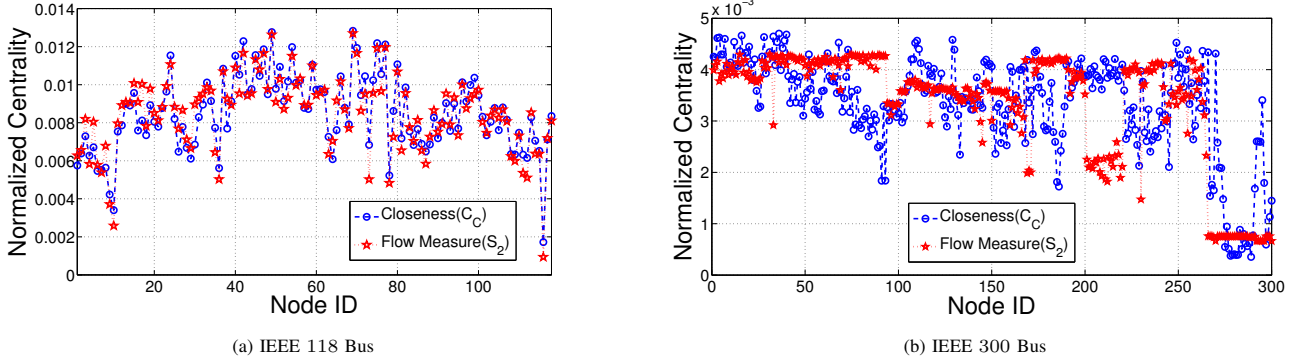 0.014
0.012
0.01
0.008
0.006
0.004
0.002
0
Normalized Centrality
20
40
60
80
100
Node ID
Closeness(C_C)
Flow Measure(S_2)
(a) IEEE 118 Bus
5 x 10^-3
4
3
2
1
0
Normalized Centrality
0
50
100
150
200
250
300
Node ID
Closeness(C_C)
Flow Measure(S_2)
(b) IEEE 300 Bus